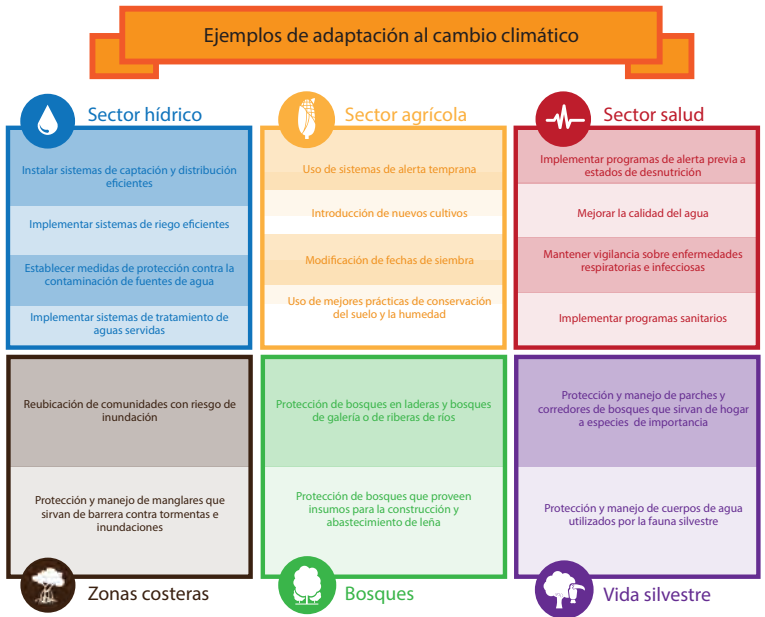 Ejemplos de adaptación al cambio climático
Sector hídrico
Instalar sistemas de captación y distribución
eficientes
Implementar sistemas de riego eficientes
Establecer medidas de protección contra la
contaminación de fuentes de agua
Implementar sistemas de tratamiento de
aguas servidas
Sector agrícola
Uso de sistemas de alerta temprana
Introducción de nuevos cultivos
Modificación de fechas de siembra
Uso de mejores prácticas de conservación
del suelo y la humedad
Sector salud
Implementar programas de alerta previa a
estados de desnutrición
Mejorar la calidad del agua
Mantener vigilancia sobre enfermedades
respiratorias e infecciosas
Implementar programas sanitarios
Reubicación de comunidades con riesgo de
inundación
Protección y manejo de manglares que
sirvan de barrera contra tormentas e
inundaciones
Zonas costeras
Protección de bosques en laderas y bosques
de galería o de riberas de ríos
Protección de bosques que proveen
insumos para la construcción y
abastecimiento de leña
Bosques
Protección y manejo de parches y
corredores de bosques que sirvan de hogar
a especies de importancia
Protección y manejo de cuerpos de agua
utilizados por la fauna silvestre
Vida silvestre